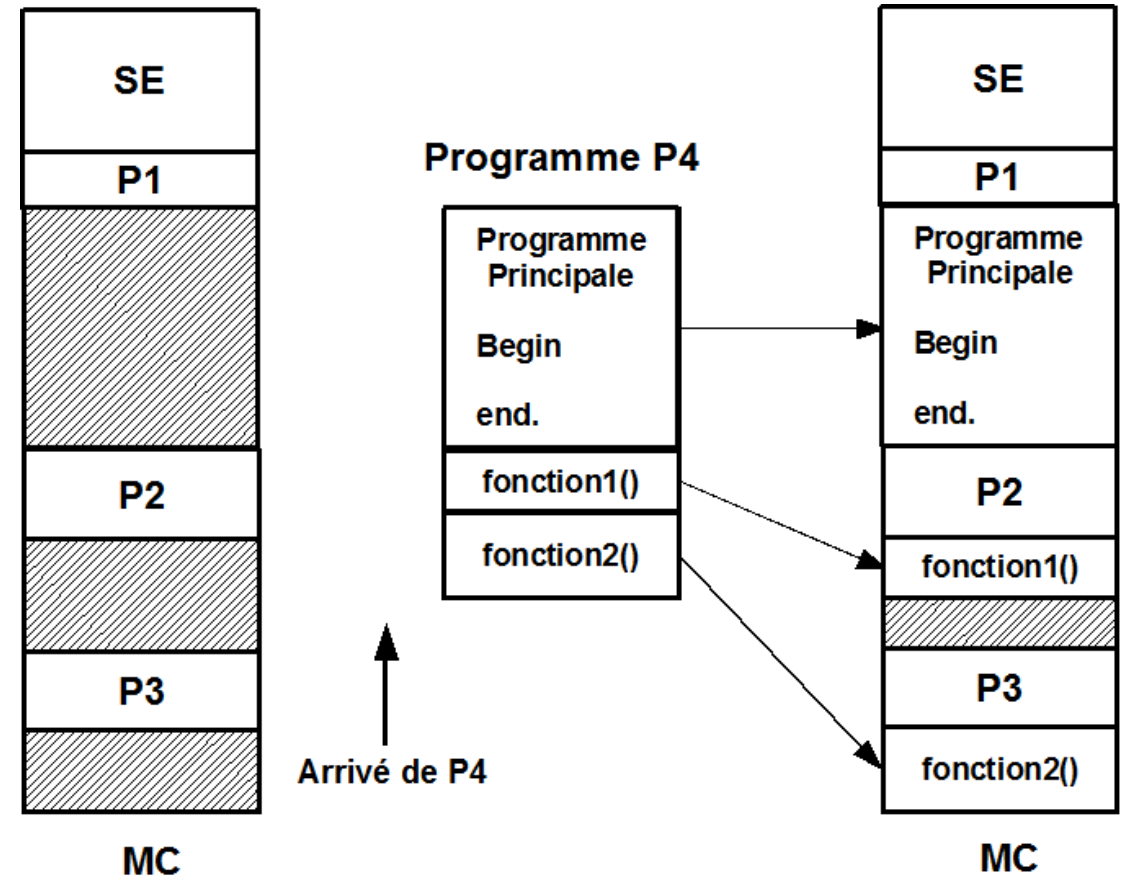 SE
P1
P2
P3
MC
Programme P4
Programme
Principale
Begin
end.
fonction1()
fonction2()
Arrivé de P4
SE
P1
Programme
Principale
Begin
end.
P2
fonction1()
P3
fonction2()
MC